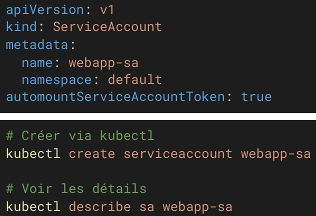 apiVersion: v1
kind: ServiceAccount
metadata:
  name: webapp-sa
  namespace: default
automountServiceAccountToken: true
# Créer via kubectl
kubectl create serviceaccount webapp-sa
# Voir les détails
kubectl describe sa webapp-sa